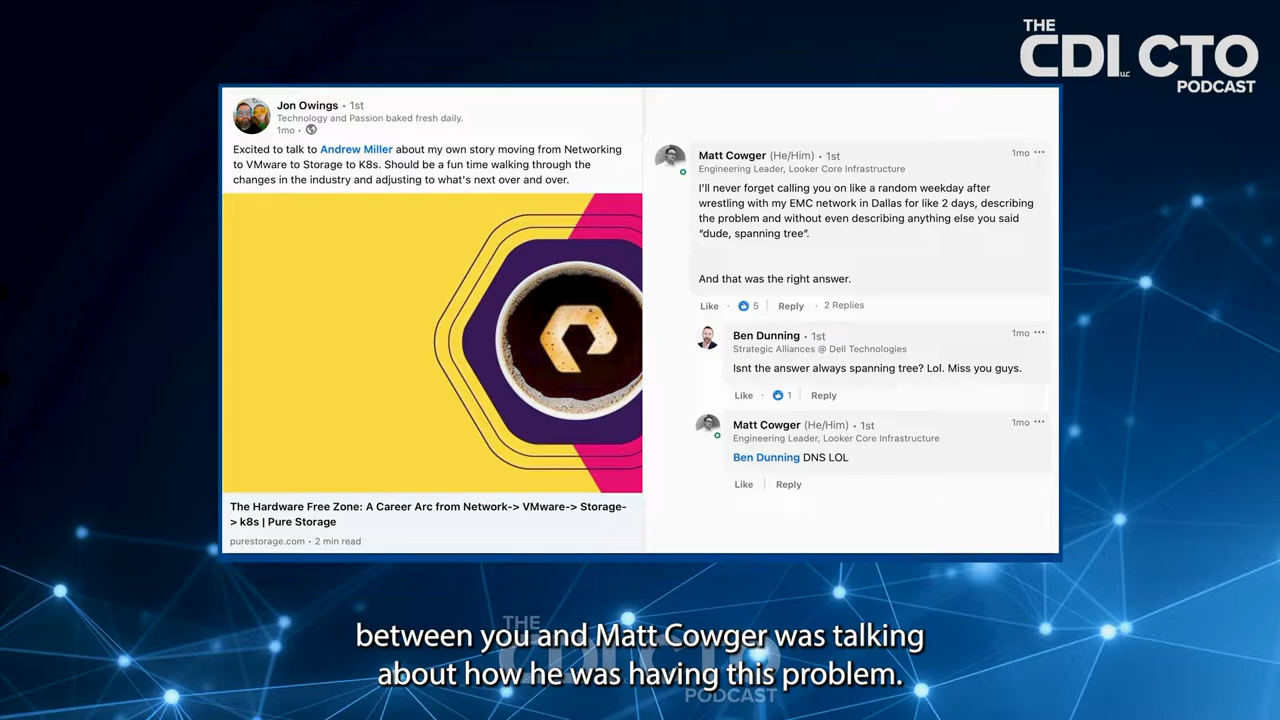 THE
CDI LLC CTO
PODCAST
Jon Owings • 1st
Technology and Passion baked fresh daily.
1mo •
Excited to talk to Andrew Miller about my own story moving from Networking
to VMware to Storage to K8s. Should be a fun time walking through the
changes in the industry and adjusting to what's next over and over.
The Hardware Free Zone: A Career Arc from Network-> VMware-> Storage-
> k8s | Pure Storage
purestorage.com • 2 min read
Matt Cowger (He/Him) • 1st
1mo •••
Engineering Leader, Looker Core Infrastructure
I'll never forget calling you on like a random weekday after
wrestling with my EMC network in Dallas for like 2 days, describing
the problem and without even describing anything else you said
“dude, spanning tree”.
And that was the right answer.
Like • 5 | Reply • 2 Replies
Ben Dunning • 1st
1mo •••
Strategic Alliances @ Dell Technologies
Isnt the answer always spanning tree? Lol. Miss you guys.
Like • 1 | Reply
Matt Cowger (He/Him) • 1st
1mo •••
Engineering Leader, Looker Core Infrastructure
Ben Dunning DNS LOL
Like | Reply
THE
CDI CTO
PODCAST
between you and Matt Cowger was talking
about how he was having this problem.